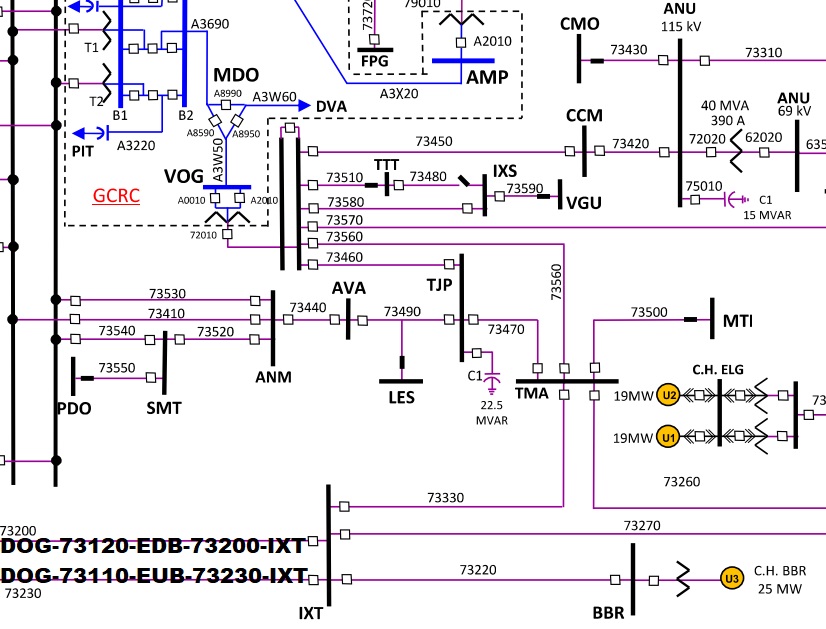 79010
7372
CMO
ANU
115 kV
A3690
T1
A2010
FPG
73430
73310
MDO
AMP
T2
A8990
A3W60
DVA
A3X20
40 MVA
390 A
ANU
69 kV
B1
B2
CCM
A8590
A8950
PIT
A3220
73450
73420
72020
62020
635
A3W50
TTT
IXS
VOG
73510
73480
73590
VGU
75010
C1
15 MVAR
GCRC
A0010
A2010
73580
73570
72010
73560
73460
73560
TJP
73530
AVA
73410
73440
73490
73500
MTI
73540
73520
73470
73550
ANM
C1
C.H. ELG
PDO
SMT
LES
22.5
MVAR
TMA
19MW
U2
73
19MW
U1
73260
73330
73200
73270
DOG-73120-EDB-73200-IXT
DOG-73110-EUB-73230-IXT
73220
U3
C.H. BBR
25 MW
73230
IXT
BBR